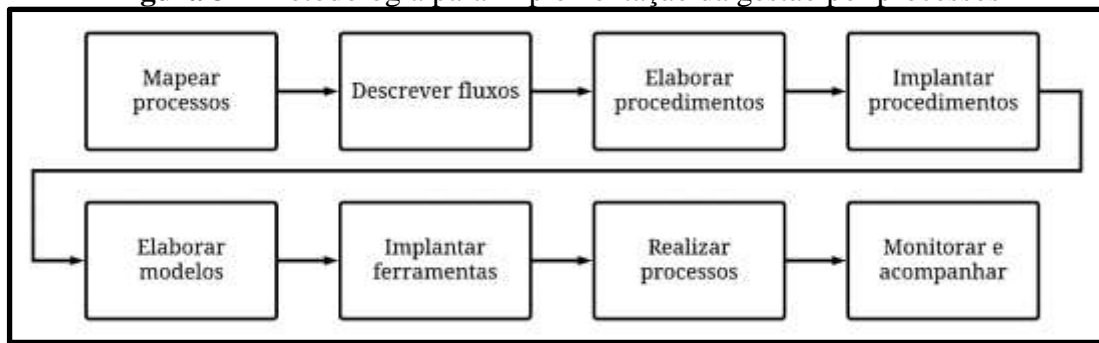 Mapear
processos
Descrever fluxos
Elaborar
procedimentos
Implantar
procedimentos
Elaborar
modelos
Implantar
ferramentas
Realizar
processos
Monitorar e
acompanhar